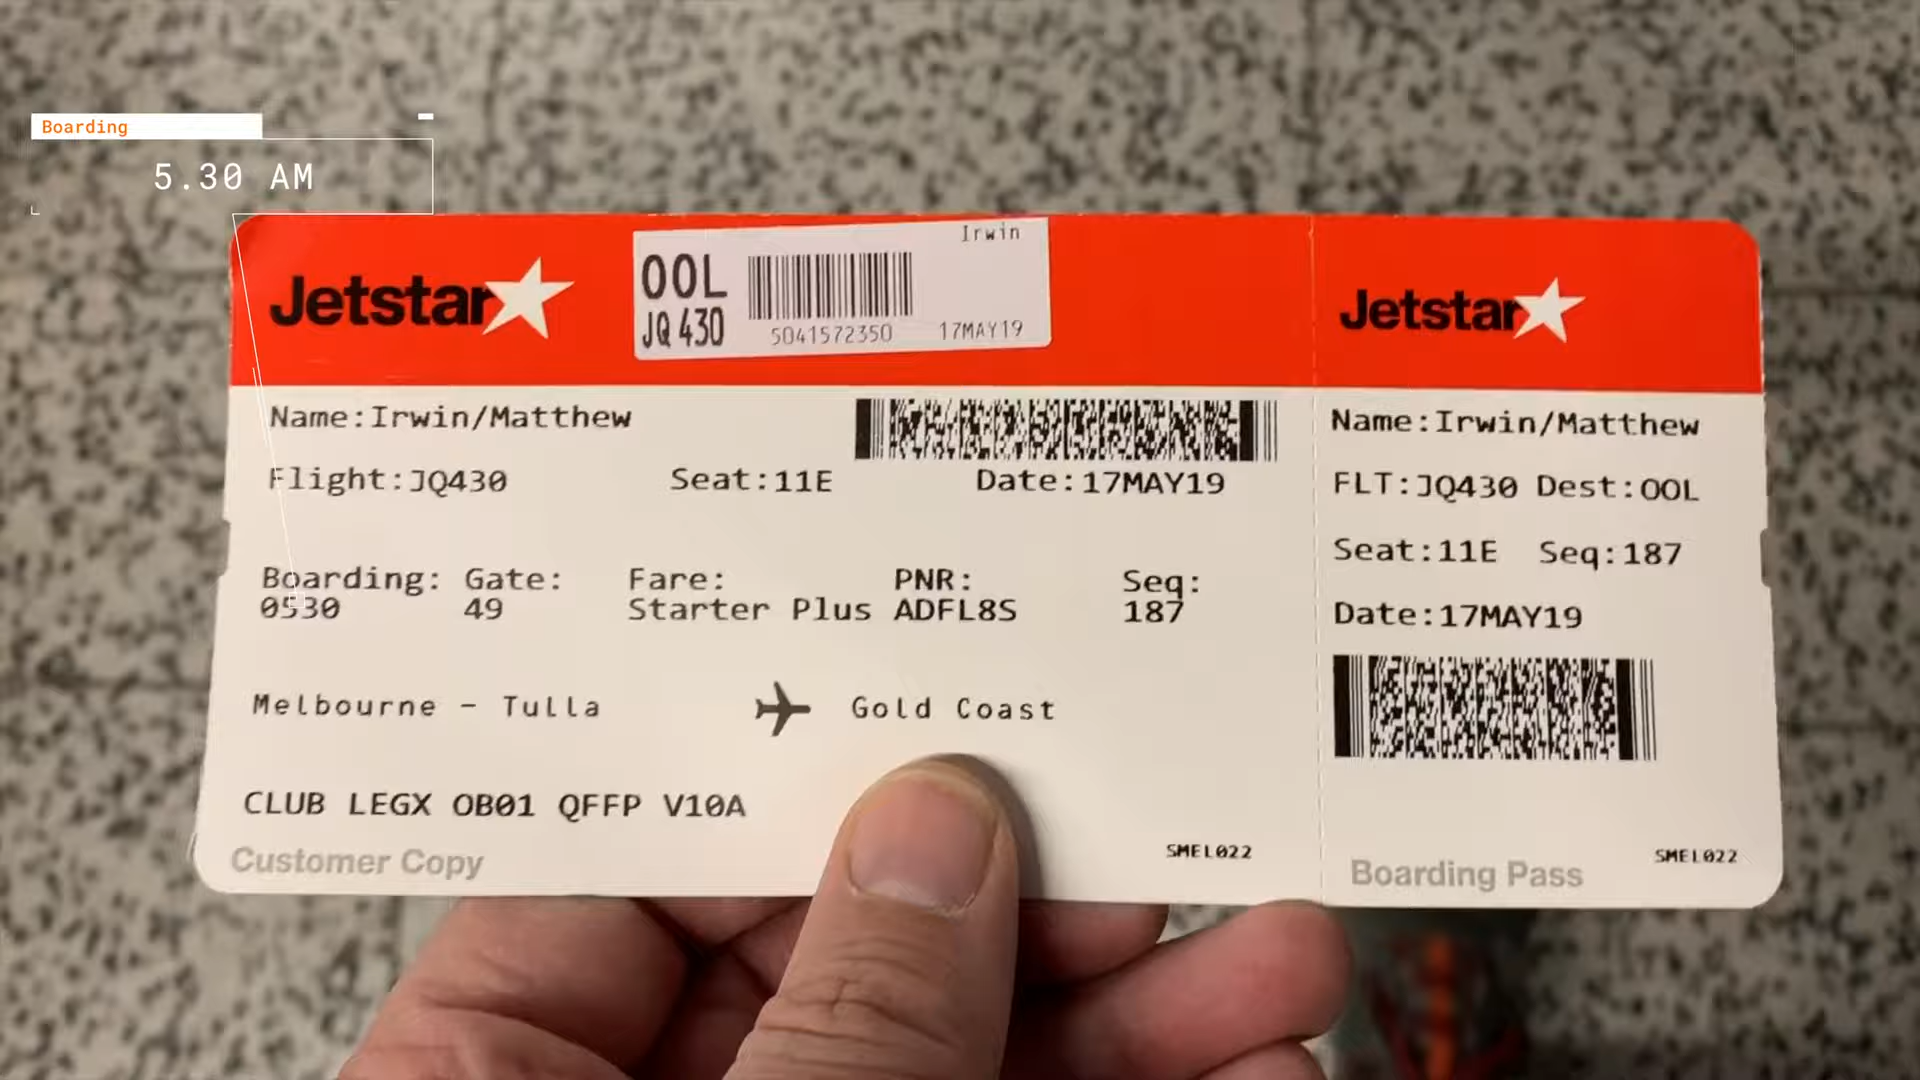 Boarding
5.30 AM
Jetstar
Irwin
OOL
JQ 430
5041572350 17MAY19
Jetstar
Name:Irwin/Matthew
Flight:JQ430 Seat:11E Date:17MAY19
Boarding: Gate: Fare: PNR: Seq:
0530 49 Starter Plus ADFL8S 187
Melbourne - Tulla Gold Coast
CLUB LEGX OB01 QFFP V10A
Customer Copy
SMEL022
Name:Irwin/Matthew
FLT:JQ430 Dest:OOL
Seat:11E Seq:187
Date:17MAY19
Boarding Pass
SMEL022